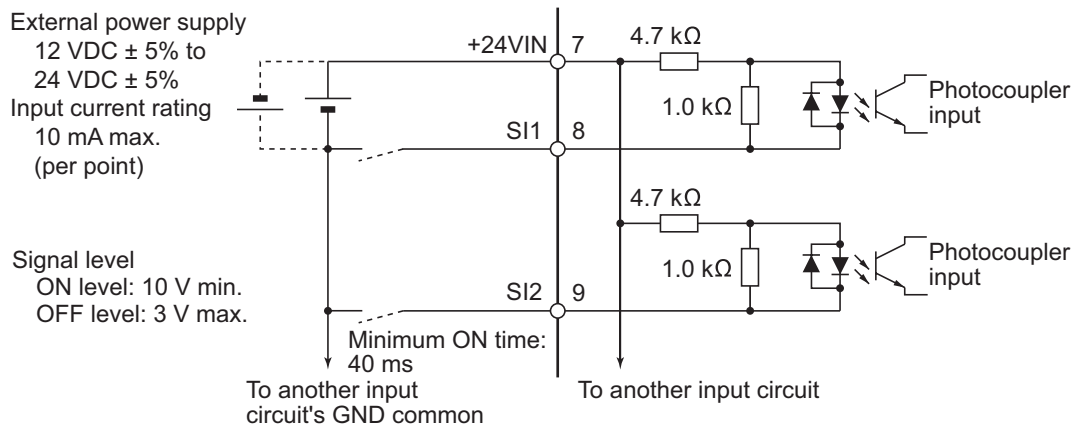 External power supply
12 VDC ± 5% to
24 VDC ± 5%
Input current rating
10 mA max.
(per point)
+24VIN 7
4.7 kΩ
1.0 kΩ
Photocoupler
input
SI1 8
4.7 kΩ
1.0 kΩ
Photocoupler
input
Signal level
ON level: 10 V min.
OFF level: 3 V max.
SI2 9
Minimum ON time:
40 ms
To another input
circuit's GND common
To another input circuit